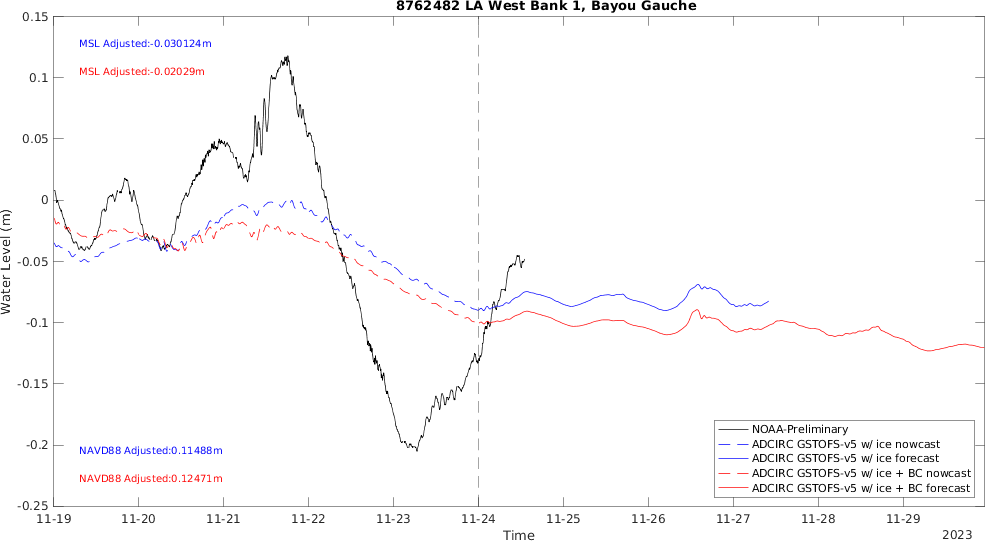 8762482 LA West Bank 1, Bayou Gauche
0.15
0.1
0.05
0
-0.05
-0.1
-0.15
-0.2
-0.25
Water Level (m)
MSL Adjusted:-0.030124m
MSL Adjusted:-0.02029m
NAVD88 Adjusted:0.11488m
NAVD88 Adjusted:0.12471m
NOAA-Preliminary
ADCIRC GSTOFS-v5 w/ ice nowcast
ADCIRC GSTOFS-v5 w/ ice forecast
ADCIRC GSTOFS-v5 w/ ice + BC nowcast
ADCIRC GSTOFS-v5 w/ ice + BC forecast
11-19 11-20 11-21 11-22 11-23 11-24 11-25 11-26 11-27 11-28 11-29
Time
2023